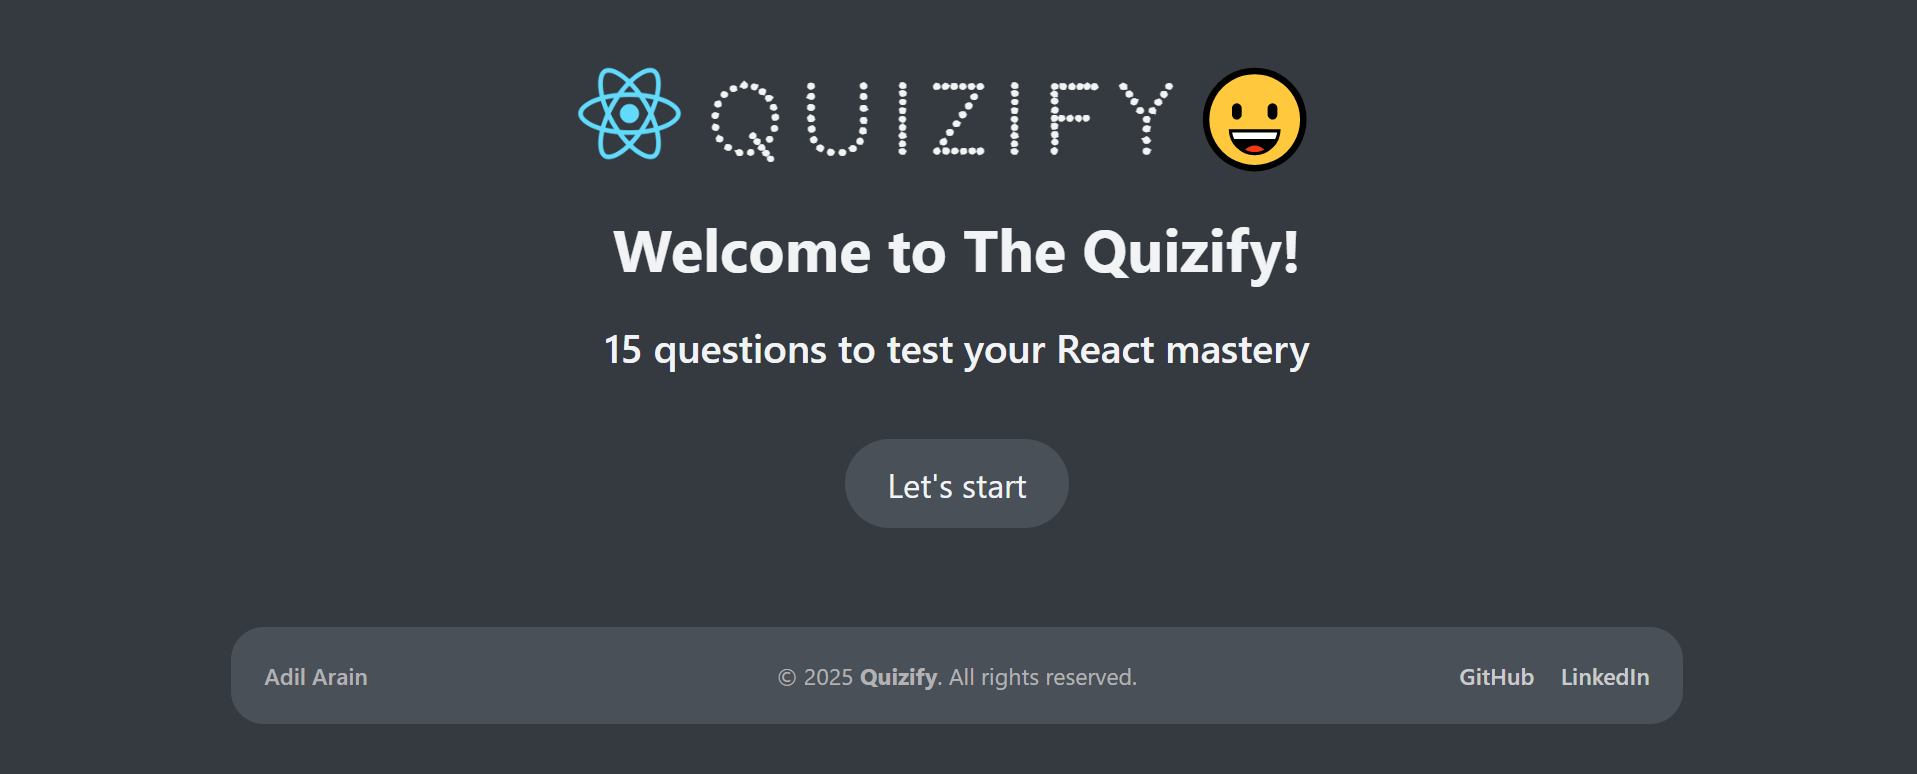 QUIZIFY
Welcome to The Quizify!
15 questions to test your React mastery
Let's start
Adil Arain
© 2025 Quizify. All rights reserved.
GitHub LinkedIn